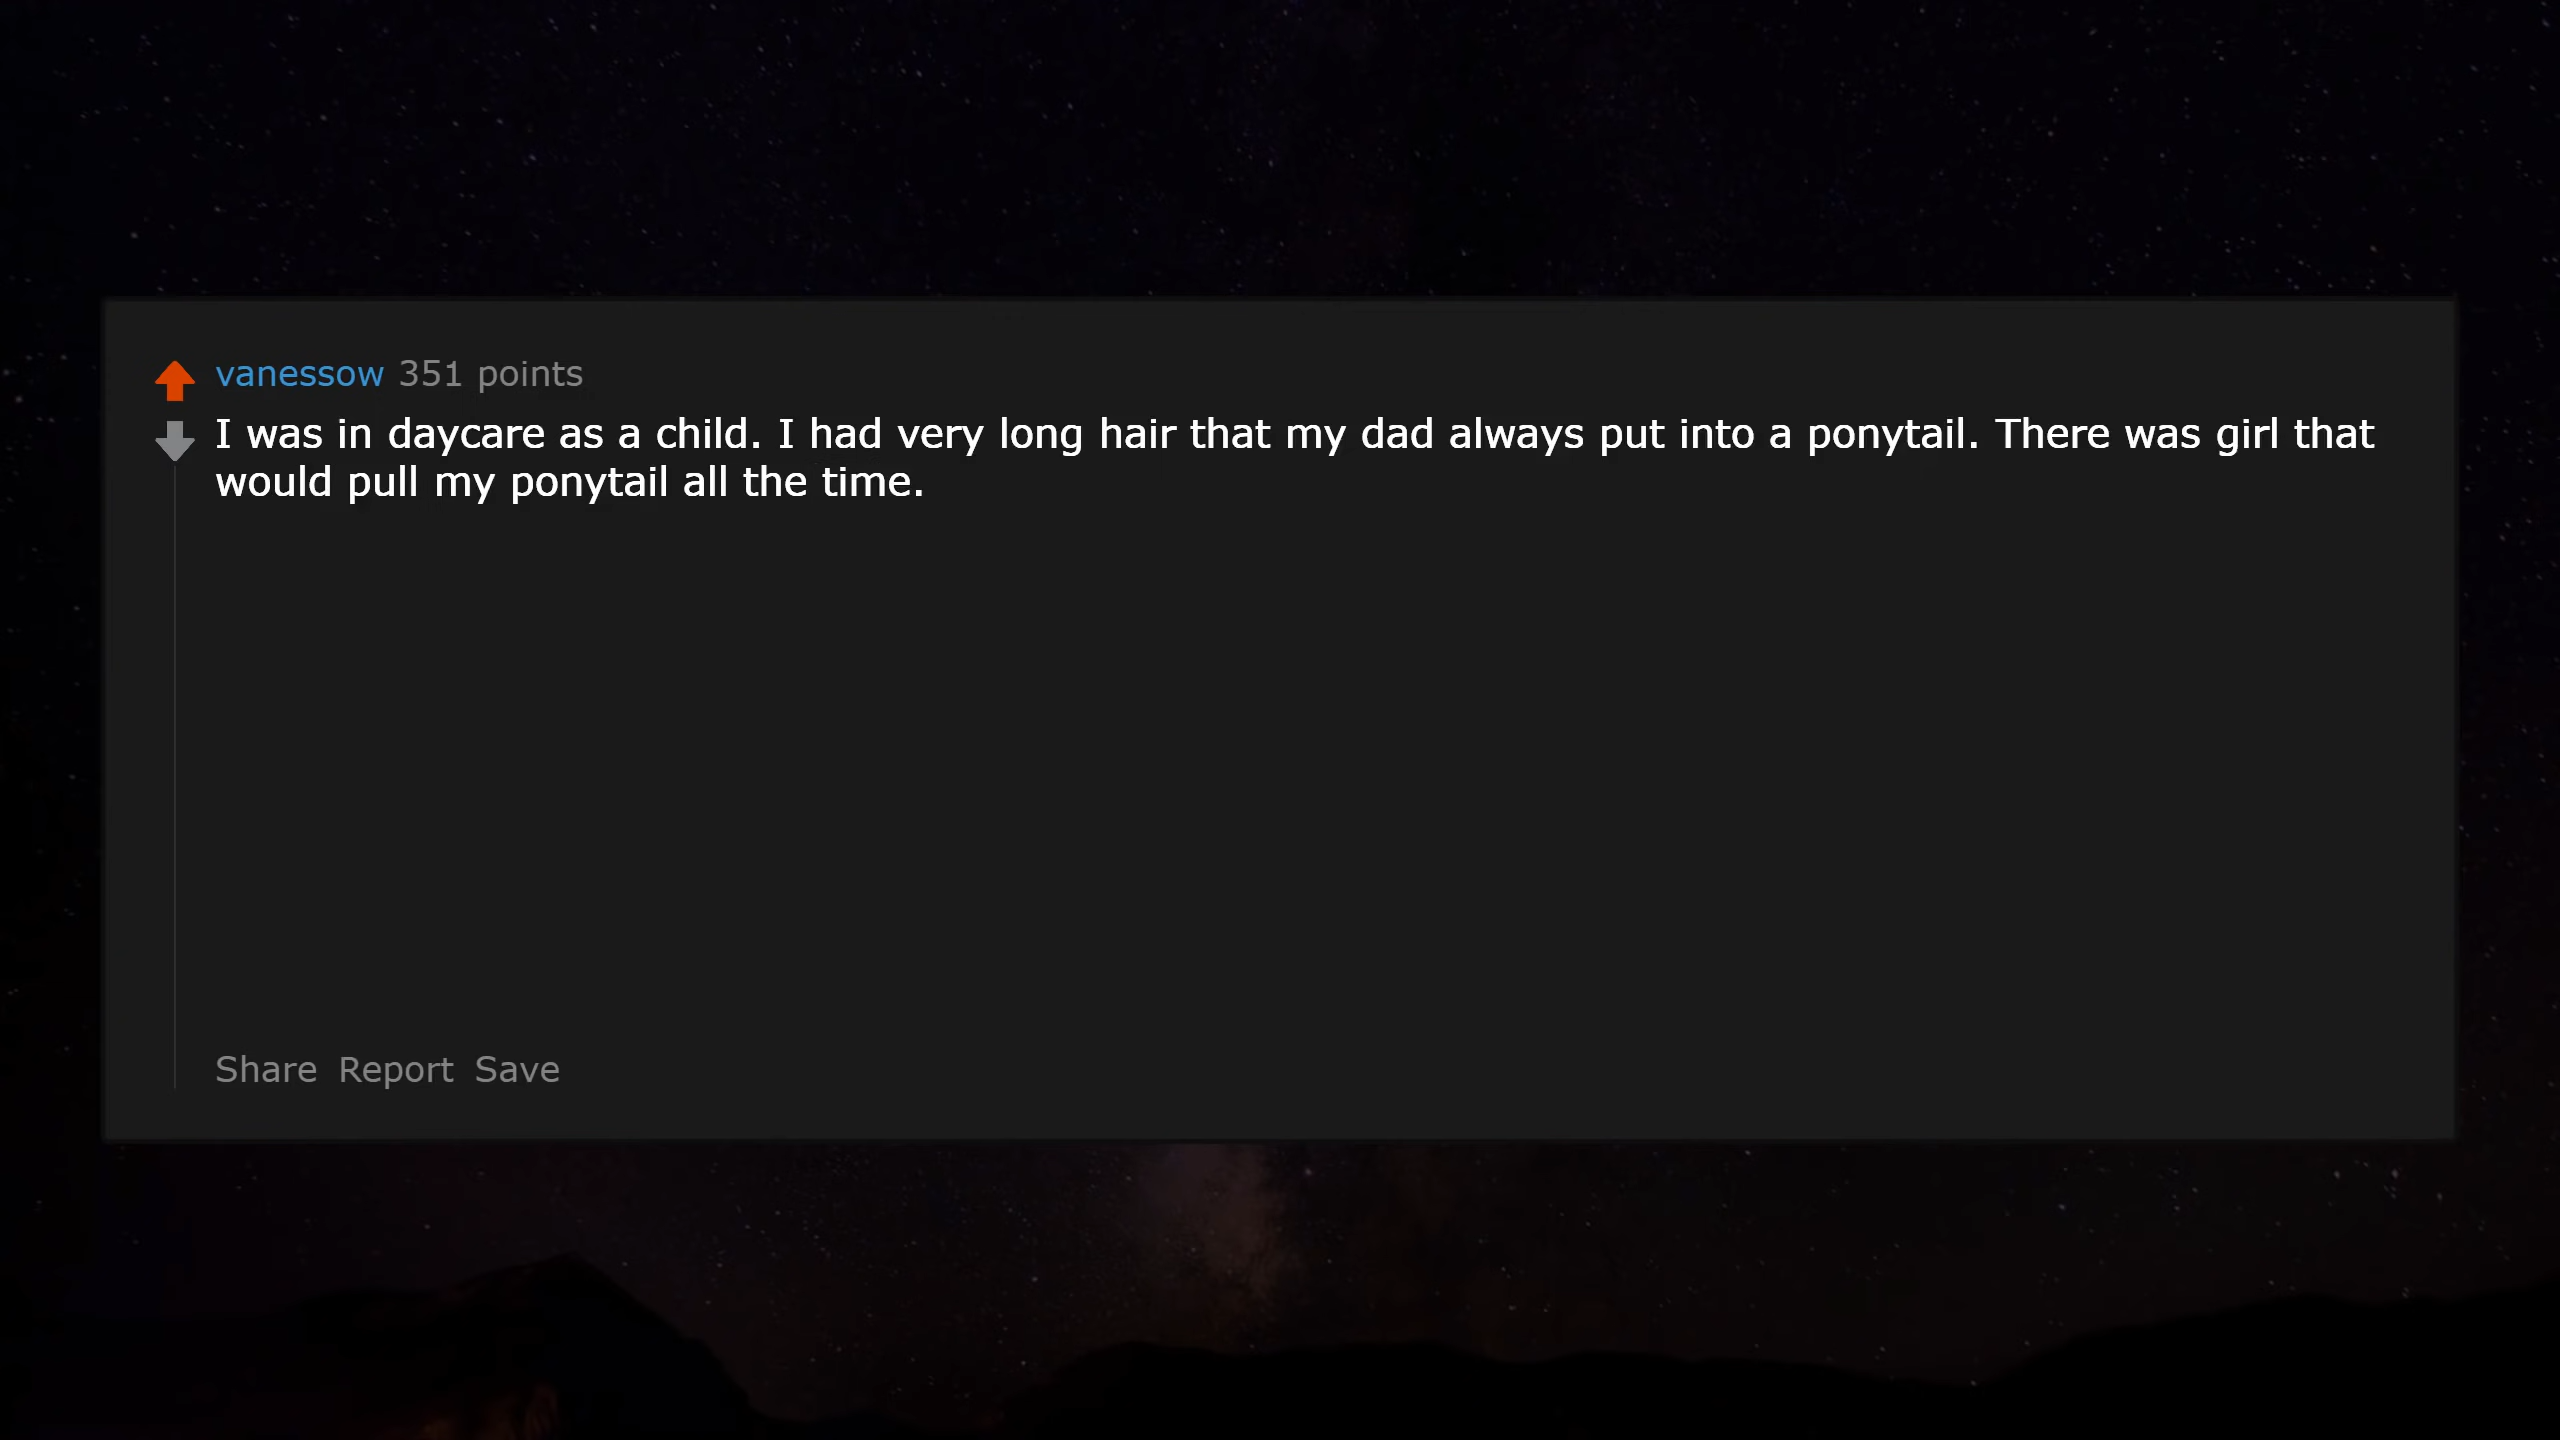 vanessow 351 points
I was in daycare as a child. I had very long hair that my dad always put into a ponytail. There was girl that
would pull my ponytail all the time.
Share Report Save